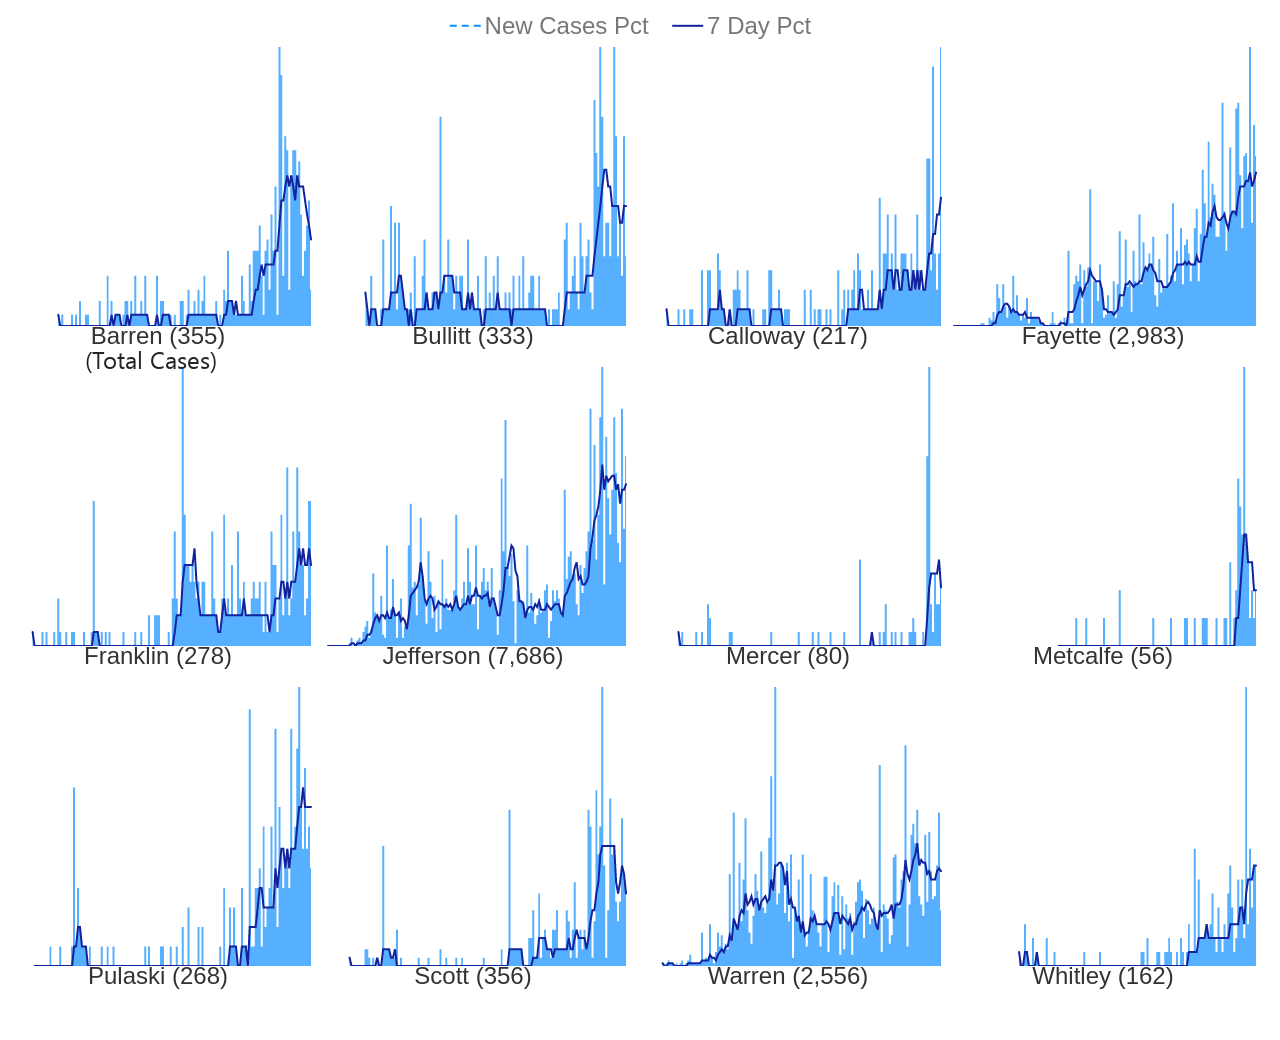 New Cases Pct 7 Day Pct
Barren (355) Bullitt (333) Calloway (217) Fayette (2,983)
(Total Cases)
Franklin (278) Jefferson (7,686) Mercer (80) Metcalfe (56)
Pulaski (268) Scott (356) Warren (2,556) Whitley (162)